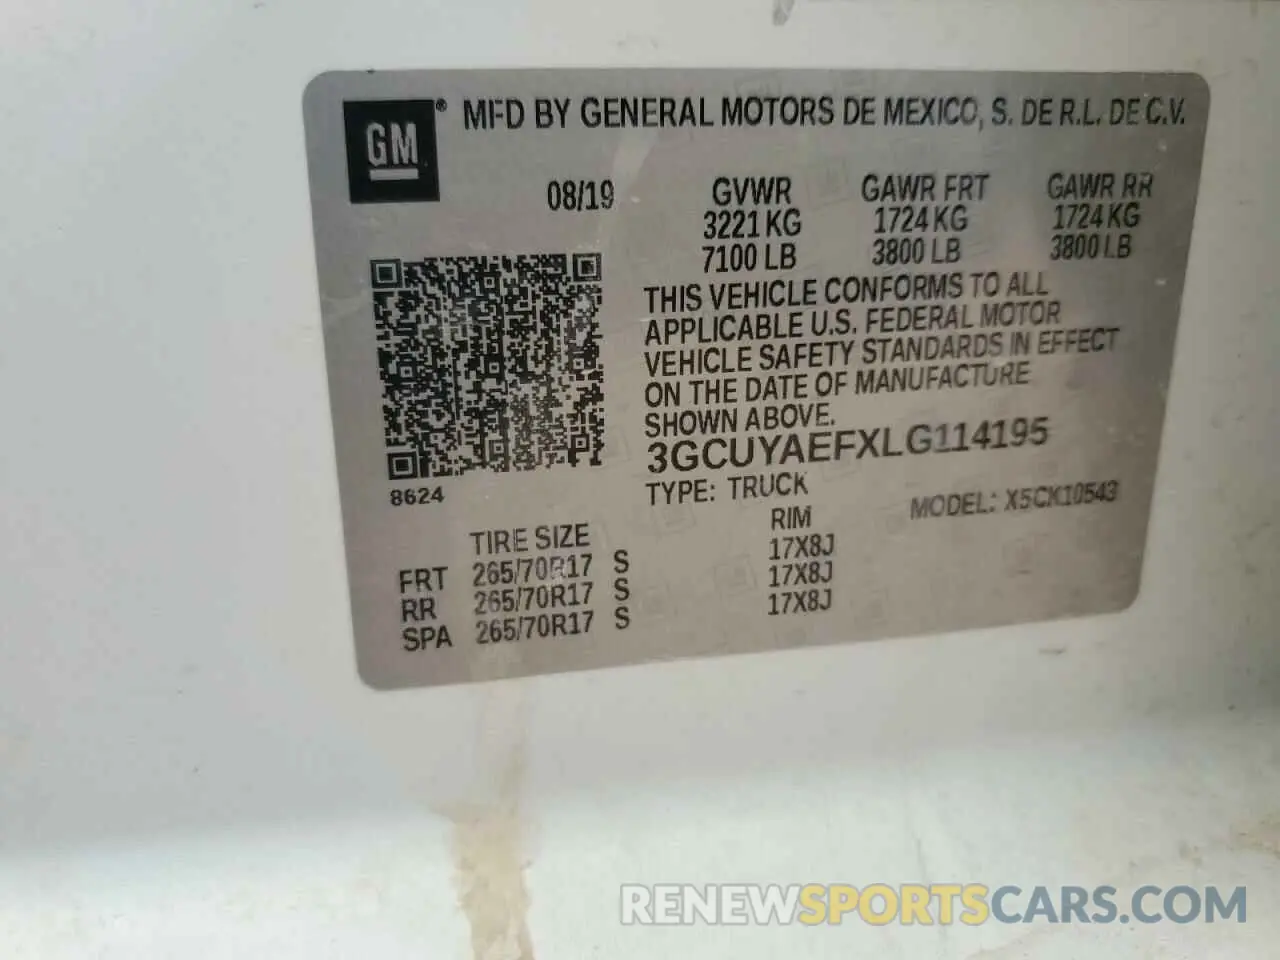 GM® MFD BY GENERAL MOTORS DE MEXICO, S. DE R.L. DE C.V.
08/19 GVWR GAWR FRT GAWR RR
3221 KG 1724 KG 1724 KG
7100 LB 3800 LB 3800 LB
THIS VEHICLE CONFORMS TO ALL
APPLICABLE U.S. FEDERAL MOTOR
VEHICLE SAFETY STANDARDS IN EFFECT
ON THE DATE OF MANUFACTURE
SHOWN ABOVE.
3GCUYAEFXLG114195
8624 TYPE: TRUCK MODEL: X5CK10543
TIRE SIZE RIM
FRT 265/70R17 S 17X8J
RR 265/70R17 S 17X8J
SPA 265/70R17 S 17X8J
RENEWSPORTSCARS.COM